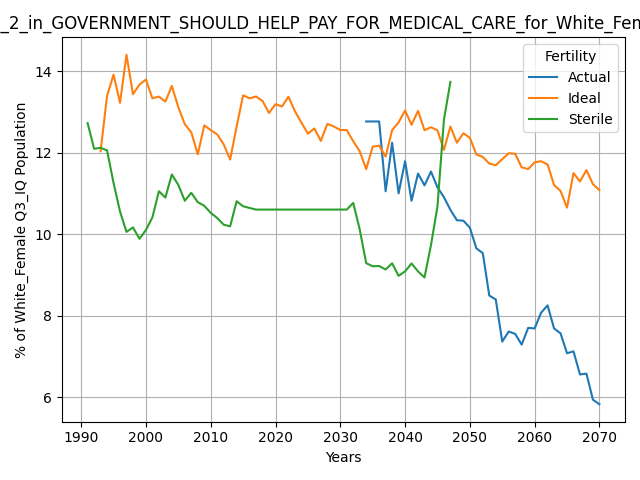 _2_in_GOVERNMENT_SHOULD_HELP_PAY_FOR_MEDICAL_CARE_for_White_Fem
Fertility
Actual
Ideal
Sterile
% of White_Female Q3_IQ Population
14
12
10
8
6
1990 2000 2010 2020 2030 2040 2050 2060 2070
Years